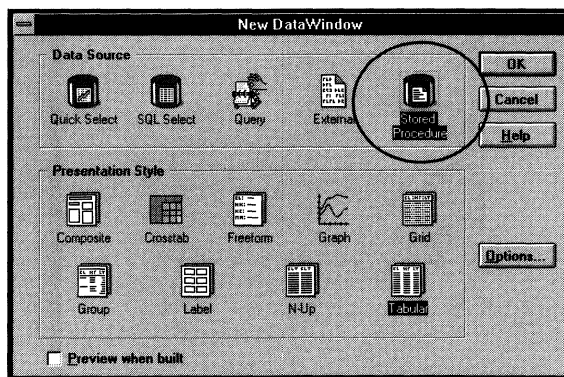 New DataWindow
Data Source
Quick Select
SQL Select
Query
External
Stored
Procedure
OK
Cancel
Help
Presentation Style
Composite
Crosstab
Freeform
Graph
Grid
Options...
Group
Label
N-Up
Tabular
Preview when built